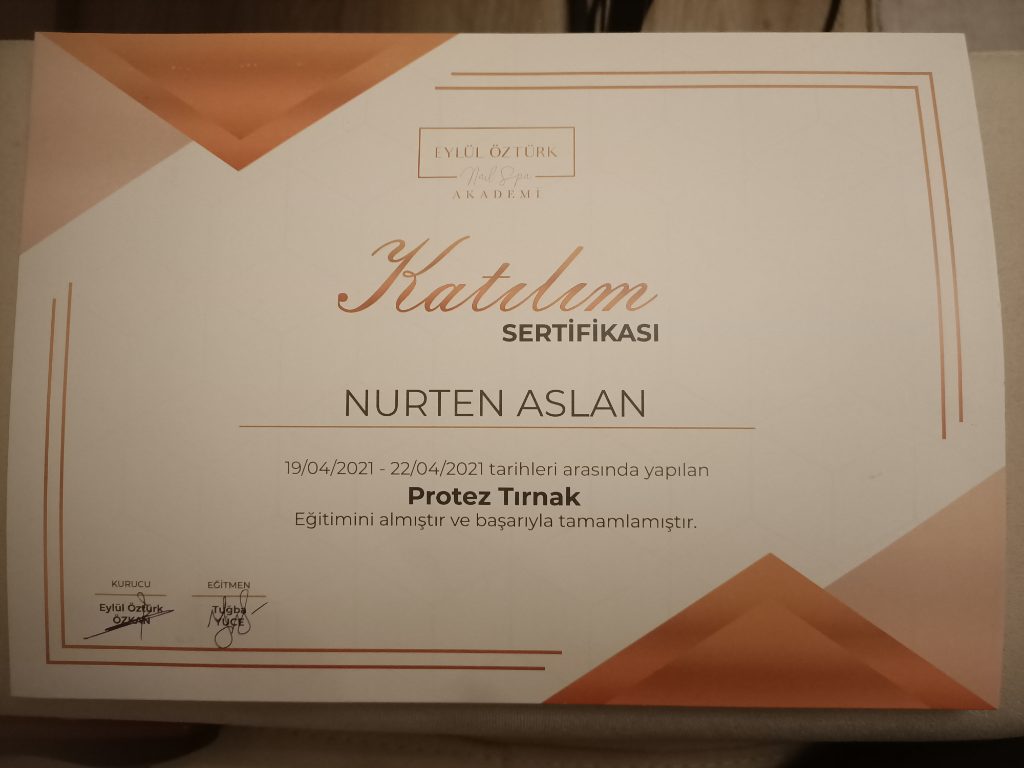 EYLÜL ÖZTÜRK
Nail Spa
AKADEMİ
Katılım
SERTİFİKASI
NURTEN ASLAN
19/04/2021 - 22/04/2021 tarihleri arasında yapılan
Protez Tırnak
Eğitimini almıştır ve başarıyla tamamlamıştır.
KURUCU
Eylül Öztürk
ÖZKAN
EĞİTMEN
Tuğba
YÜCE